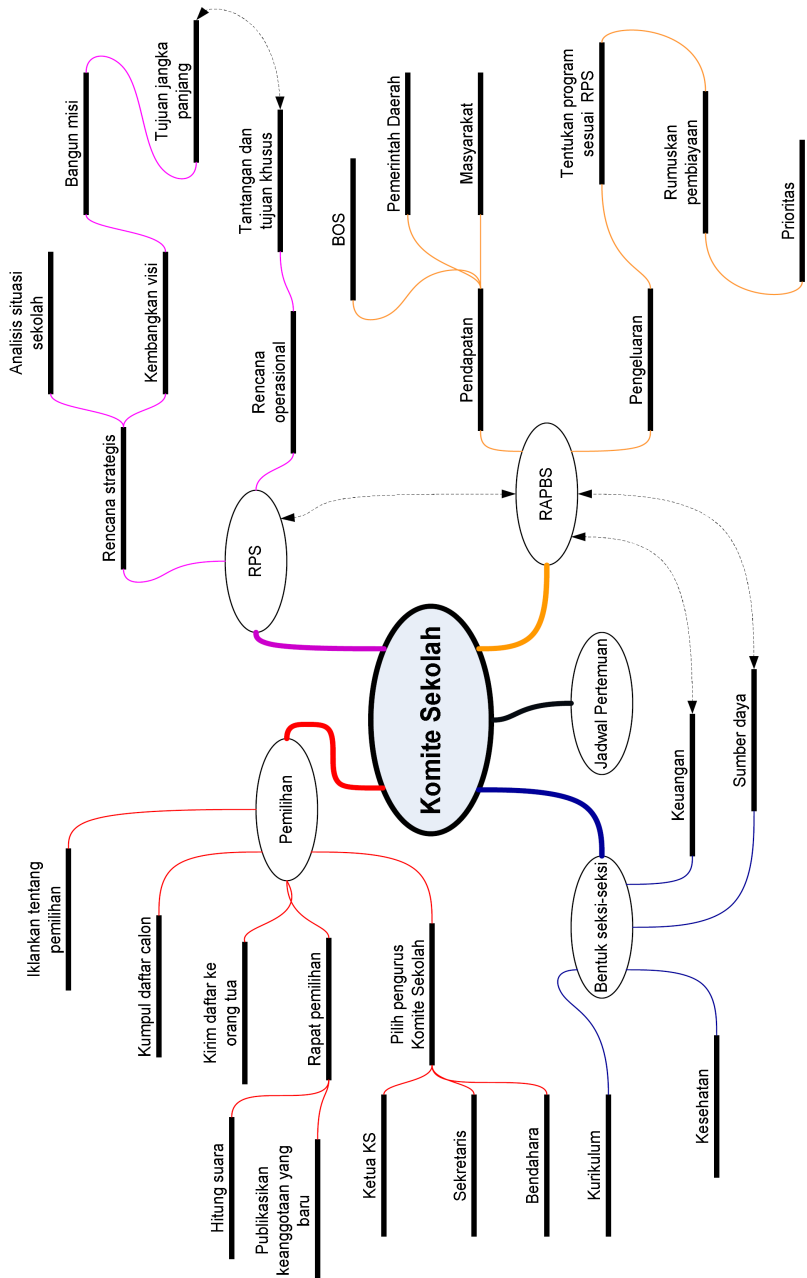 Komite Sekolah
Pemilihan
Iklankan tentang
pemilihan
Kumpul daftar calon
Kirim daftar ke
orang tua
Rapat pemilihan
Hitung suara
Publikasikan
keanggotaan yang
baru
Pilih pengurus
Komite Sekolah
Ketua KS
Sekretaris
Bendahara
RPS
Rencana strategis
Analisis situasi
sekolah
Kembangkan visi
Bangun misi
Tujuan jangka
panjang
Rencana
operasional
Tantangan dan
tujuan khusus
RAPBS
Pendapatan
BOS
Pemerintah Daerah
Masyarakat
Pengeluaran
Tentukan program
sesuai RPS
Rumuskan
pembiayaan
Prioritas
Jadwal Pertemuan
Bentuk seksi-seksi
Kurikulum
Kesehatan
Keuangan
Sumber daya